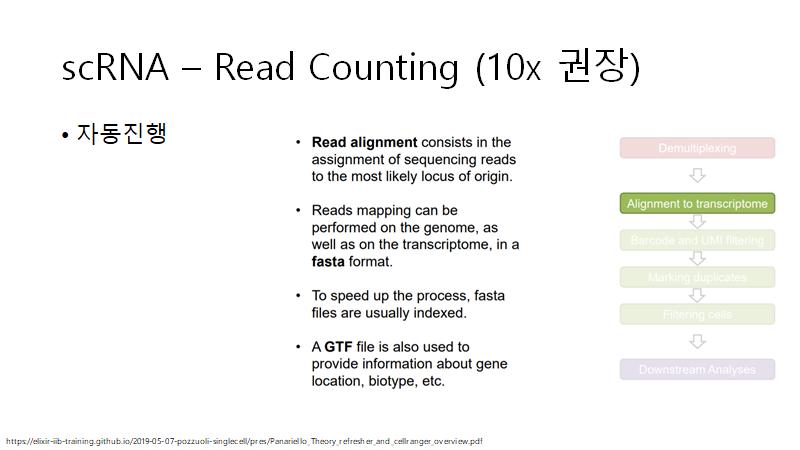 scRNA – Read Counting (10x 권장)
• 자동진행
• Read alignment consists in the
assignment of sequencing reads
to the most likely locus of origin.
• Reads mapping can be
performed on the genome, as
well as on the transcriptome, in a
fasta format.
• To speed up the process, fasta
files are usually indexed.
• A GTF file is also used to
provide information about gene
location, biotype, etc.
Demultiplexing
Alignment to transcriptome
Barcode and UMI filtering
Marking duplicates
Filtering cells
Downstream Analyses
https://elixir-iib-training.github.io/2019-05-07-pozzuoli-singlecell/pres/Panariello_Theory_refresher_and_cellranger_overview.pdf